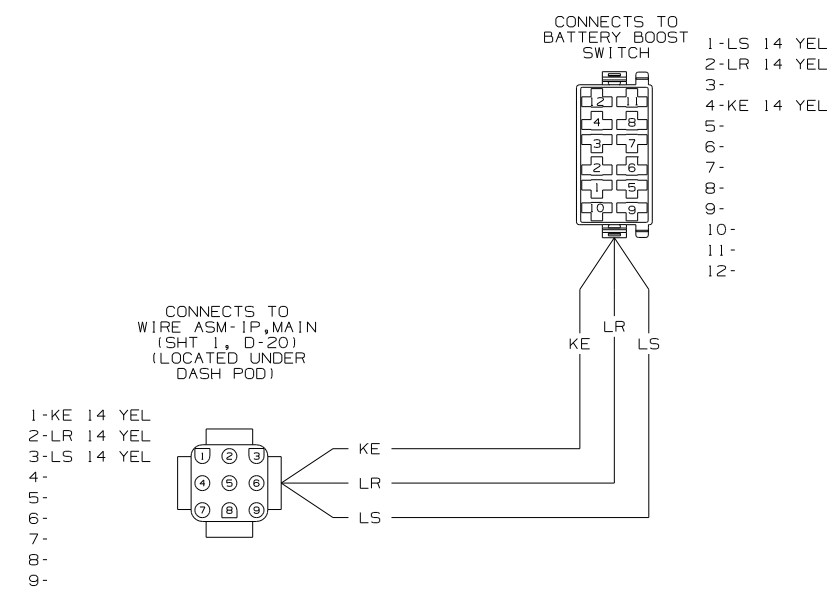 CONNECTS TO
BATTERY BOOST
SWITCH
1-LS 14 YEL
2-LR 14 YEL
3-
4-KE 14 YEL
5-
6-
7-
8-
9-
10-
11-
12-
12 11
4 8
3 7
2 6
1 5
10 9
LR
KE LS
CONNECTS TO
WIRE ASM-IP,MAIN
(SHT 1, D-20)
(LOCATED UNDER
DASH POD)
1-KE 14 YEL
2-LR 14 YEL
3-LS 14 YEL
4-
5-
6-
7-
8-
9-
1 2 3
4 5 6
7 8 9
KE
LR
LS